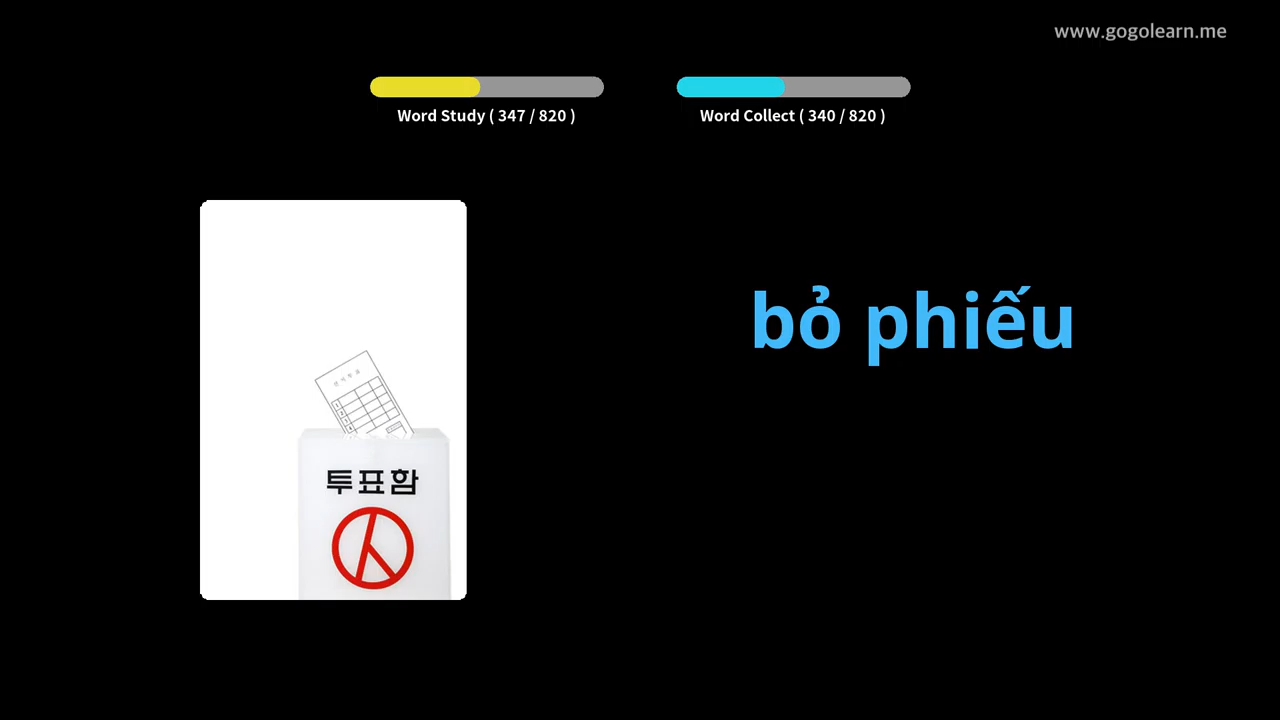 www.gogolearn.me
Word Study ( 347 / 820 )
Word Collect ( 340 / 820 )
bỏ phiếu
투표함